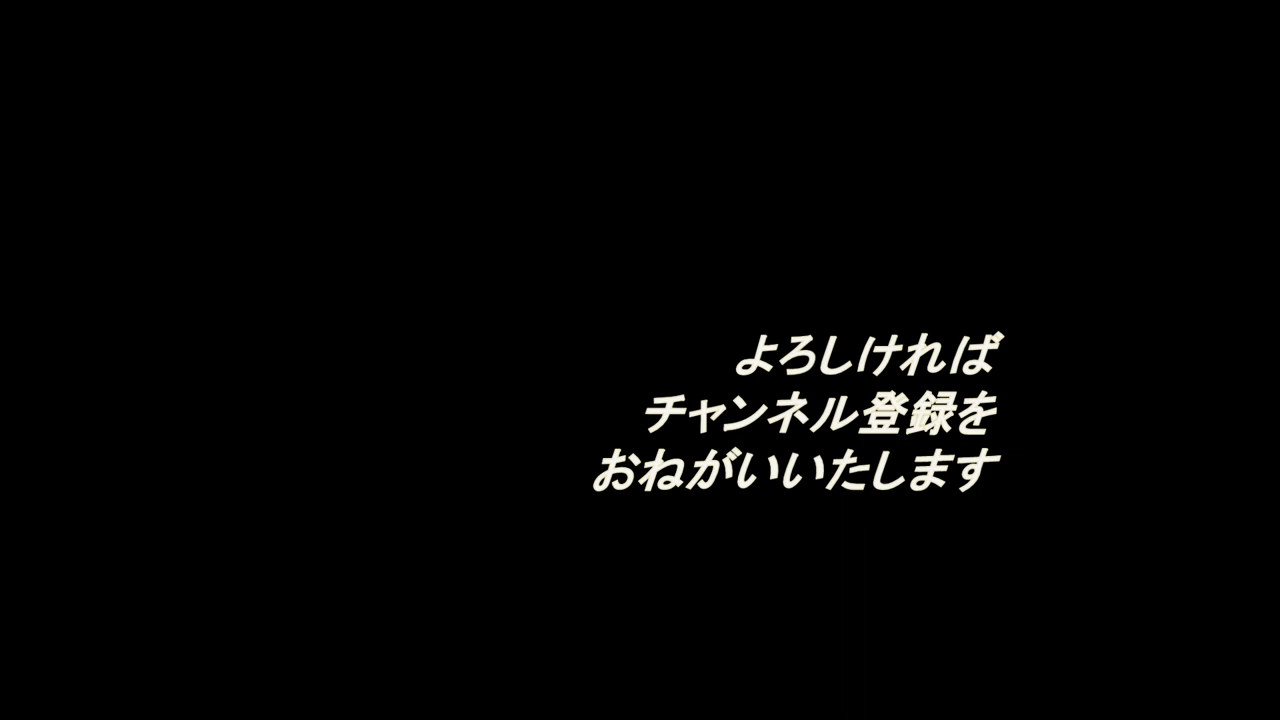 よろしければ
チャンネル登録を
おねがいいたします